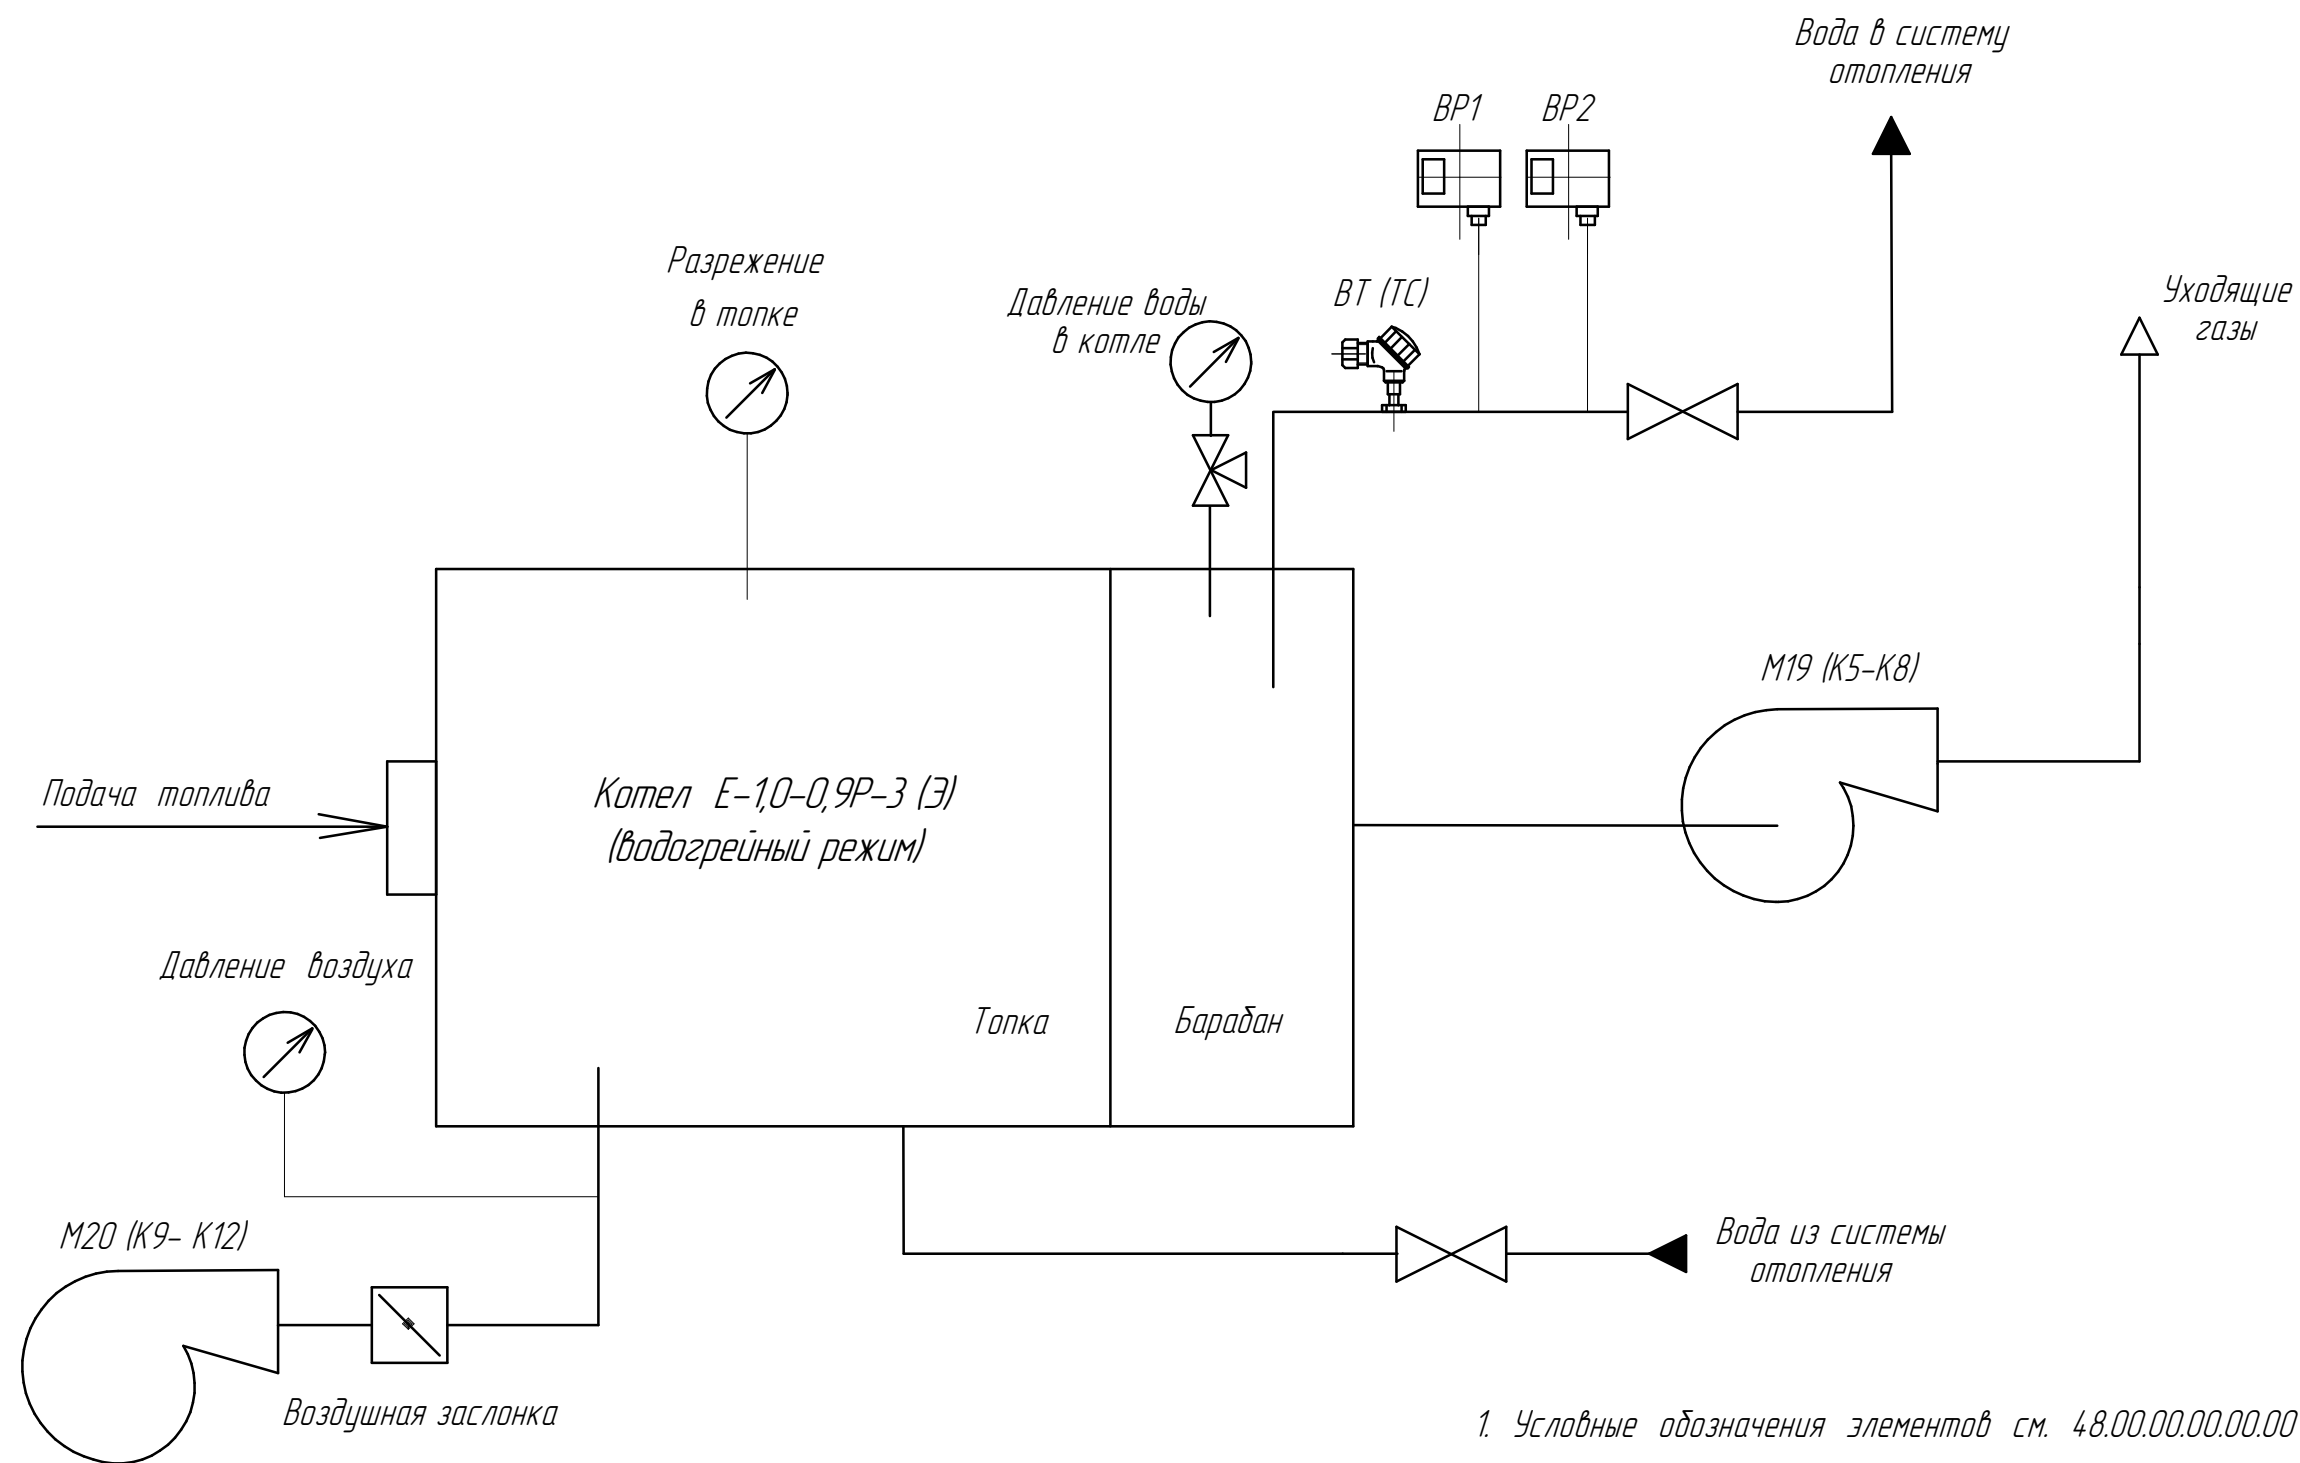 Вода в систему
отопления
ВР1
ВР2
Разрежение
в топке
Давление воды
в котле
ВТ (ТС)
Уходящие
газы
М19 (К5-К8)
Подача топлива
Котел Е-1,0-0,9Р-3 (Э)
(водогрейный режим)
Давление воздуха
Топка
Барабан
М20 (К9- К12)
Вода из системы
отопления
Воздушная заслонка
1. Условные обозначения элементов см. 48.00.00.00.00.00